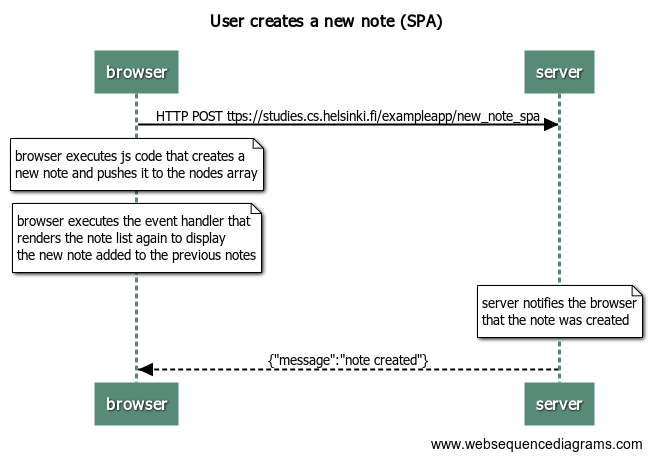 User creates a new note (SPA)
browser
server
HTTP POST ttps://studies.cs.helsinki.fi/exampleapp/new_note_spa
browser executes js code that creates a
new note and pushes it to the nodes array
browser executes the event handler that
renders the note list again to display
the new note added to the previous notes
server notifies the browser
that the note was created
{"message":"note created"}
browser
server
www.websequencediagrams.com